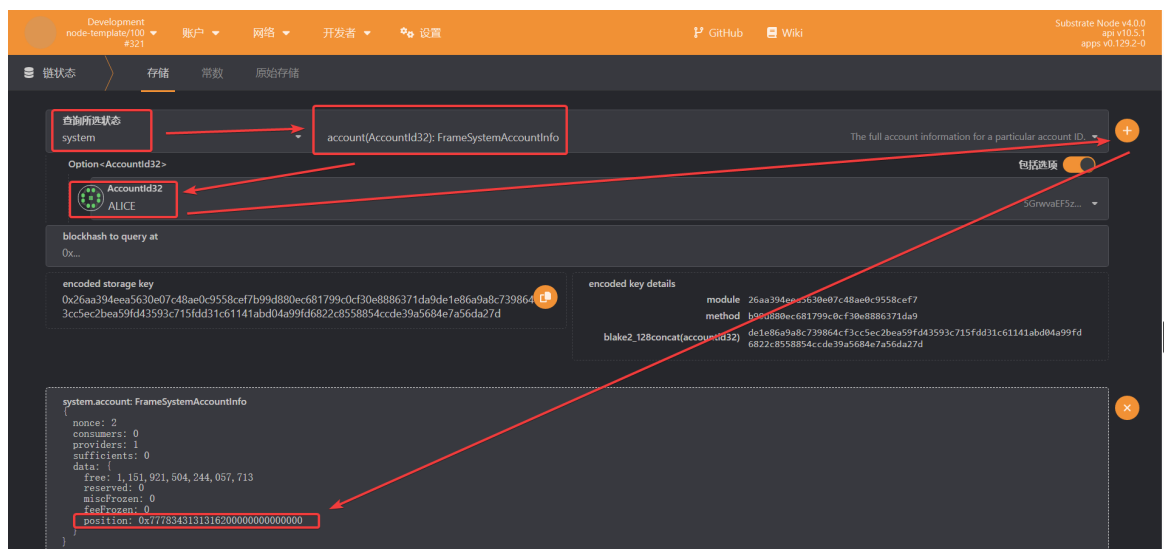 Development
node-template/100
#321
账户
网络
开发者
设置
GitHub
Wiki
Substrate Node v4.0.0
api v10.5.1
apps v0.129.2-0
链状态
存储
常数
原始存储
查询所选状态
system
account(AccountId32): FrameSystemAccountInfo
The full account information for a particular account ID.
Option<AccountId32>
包括选项
AccountId32
ALICE
5GrwvaEF5z...
blockhash to query at
0x...
encoded storage key
0x26aa394eea5630e07c48ae0c9558cef7b99d880ec681799c0cf30e8886371da9de1e86a9a8c739864
3cc5ec2bea59fd43593c715fdd31c61141abd04a99fd6822c8558854ccde39a5684e7a56da27d
encoded key details
module 26aa394eea5630e07c48ae0c9558cef7
method b99d880ec681799c0cf30e8886371da9
blake2_128concat(accountId32) de1e86a9a8c739864cf3cc5ec2bea59fd43593c715fdd31c61141abd04a99fd
6822c8558854ccde39a5684e7a56da27d
system.account: FrameSystemAccountInfo
{
nonce: 2
consumers: 0
providers: 1
sufficients: 0
data: {
free: 1,151,921,504,244,057,713
reserved: 0
miscFrozen: 0
feeFrozen: 0
position: 0x7778343131316200000000000000
}
}